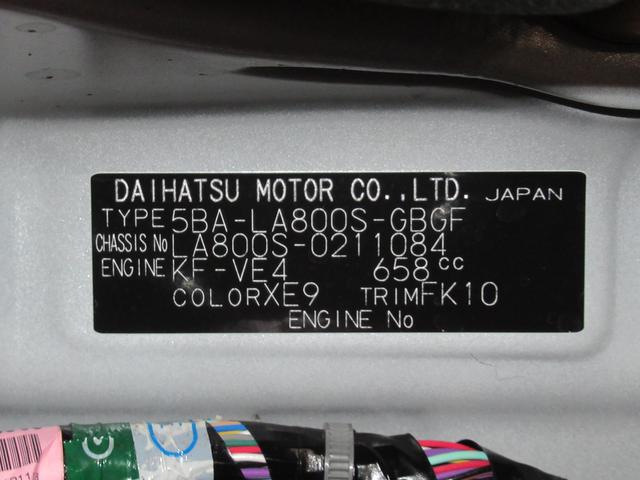 DAIHATSU MOTOR CO.,LTD. JAPAN
TYPE 5BA-LA800S-GBGF
CHASSIS No LA800S-0211084
ENGINE KF-VE4 658cc
COLOR XE9 TRIM FK10
ENGINE No